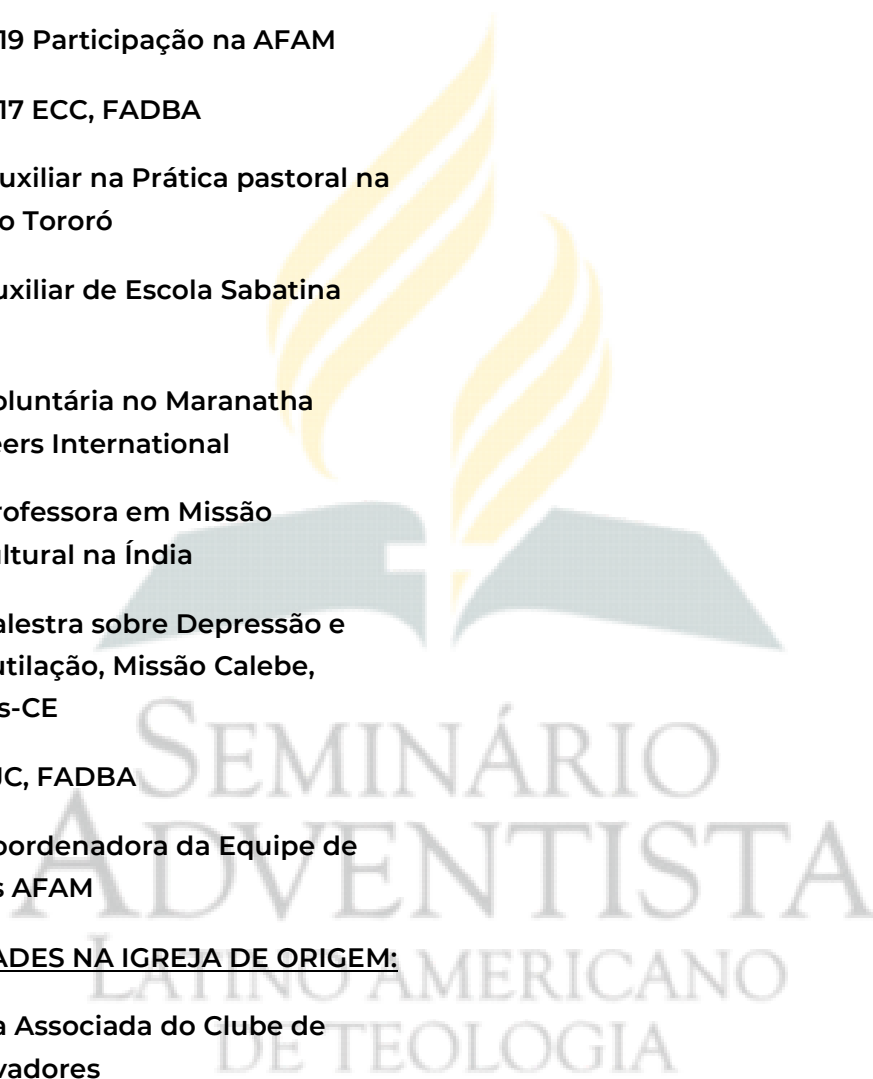 19 Participação na AFAM
17 ECC, FADBA
uxiliar na Prática pastoral na
o Tororó
uxiliar de Escola Sabatina
oluntária no Maranatha
eers International
rofessora em Missão
ultural na Índia
alestra sobre Depressão e
utilação, Missão Calebe,
s-CE
JC, FADBA
oordenadora da Equipe de
s AFAM
ADES NA IGREJA DE ORIGEM:
a Associada do Clube de
vadores
SEMINÁRIO
ADVENTISTA
LATINO AMERICANO
DE TEOLOGIA